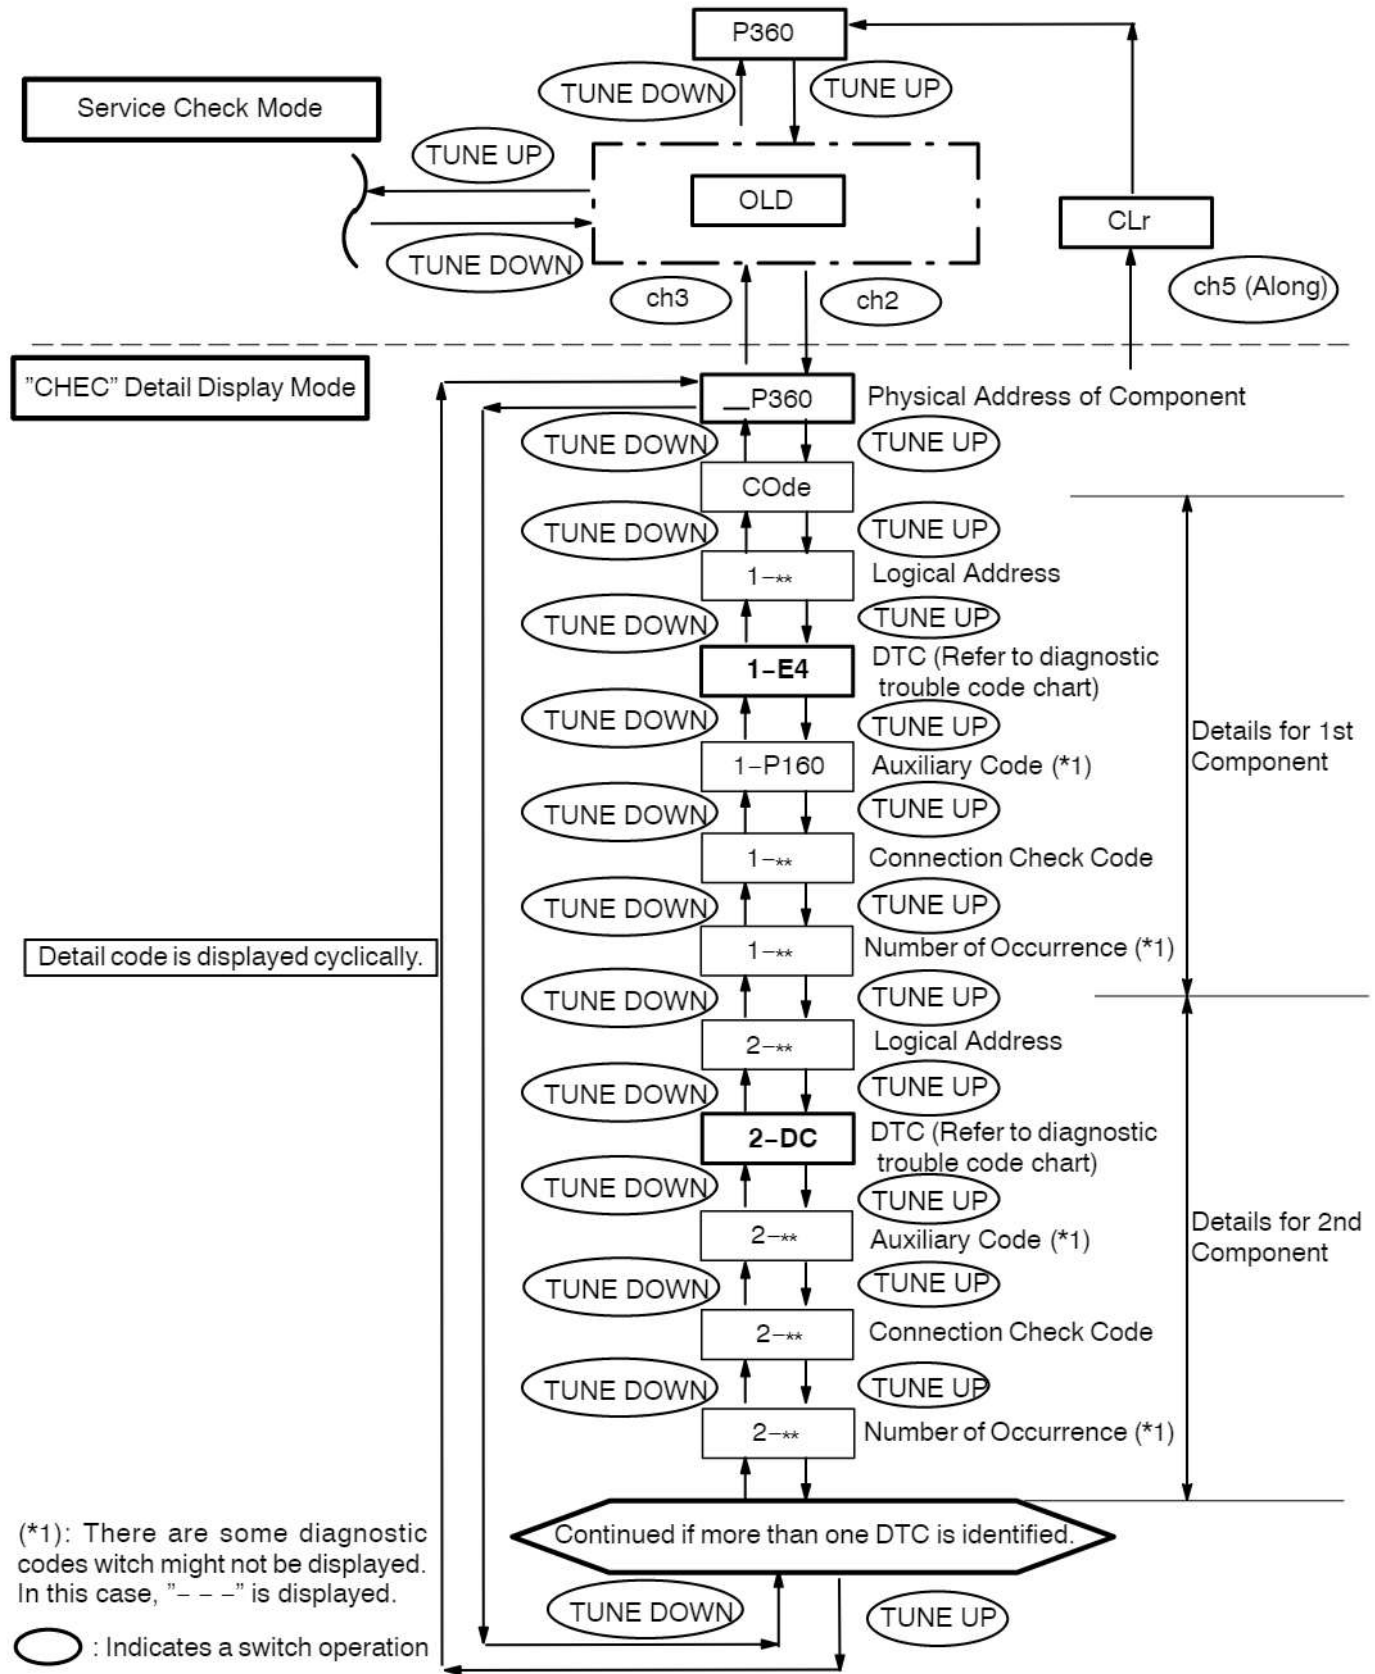 P360
TUNE DOWN
TUNE UP
Service Check Mode
TUNE UP
OLD
TUNE DOWN
CLr
ch3
ch2
ch5 (Along)
"CHEC" Detail Display Mode
__P360
Physical Address of Component
TUNE DOWN
TUNE UP
COde
TUNE DOWN
TUNE UP
1-**
Logical Address
TUNE DOWN
TUNE UP
1-E4
DTC (Refer to diagnostic
trouble code chart)
TUNE DOWN
TUNE UP
Details for 1st
Component
1-P160
Auxiliary Code (*1)
TUNE DOWN
TUNE UP
1-**
Connection Check Code
TUNE DOWN
TUNE UP
Detail code is displayed cyclically.
1-**
Number of Occurrence (*1)
TUNE DOWN
TUNE UP
2-**
Logical Address
TUNE DOWN
TUNE UP
2-DC
DTC (Refer to diagnostic
trouble code chart)
TUNE DOWN
TUNE UP
Details for 2nd
Component
2-**
Auxiliary Code (*1)
TUNE DOWN
TUNE UP
2-**
Connection Check Code
TUNE DOWN
TUNE UP
2-**
Number of Occurrence (*1)
Continued if more than one DTC is identified.
(*1): There are some diagnostic
codes witch might not be displayed.
In this case, "- - -" is displayed.
TUNE DOWN
TUNE UP
: Indicates a switch operation